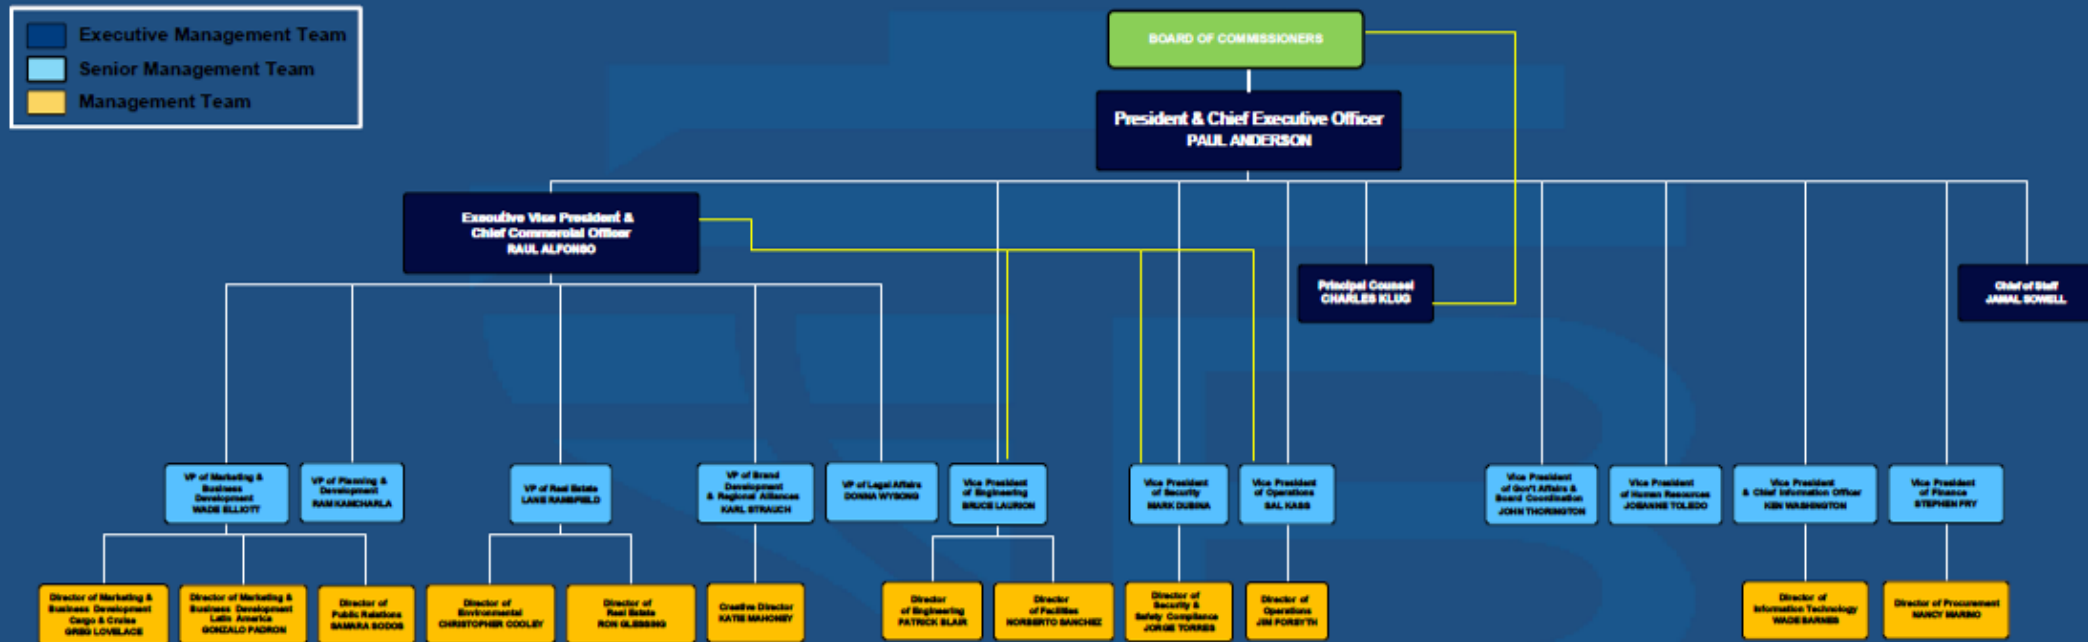 Executive Management Team
Senior Management Team
Management Team
BOARD OF COMMISSIONERS
President & Chief Executive Officer
PAUL ANDERSON
Executive Vice President &
Chief Commercial Officer
RAUL ALFONSO
Principal Counsel
CHARLES KLUG
Chief of Staff
JAMAL SOWELL
VP of Marketing &
Business
Development
WADE ELLIOTT
VP of Planning &
Development
RAM KANCHARLA
VP of Real Estate
LANE RAMSFIELD
VP of Brand
Development
& Regional Alliances
KARL STRAUCH
VP of Legal Affairs
DONNA WYSONG
Vice President
of Engineering
BRUCE LAURION
Vice President
of Security
MARK DUBINA
Vice President
of Operations
SAL KASS
Vice President
of Gov't Affairs &
Board Coordination
JOHN THORINGTON
Vice President
of Human Resources
JOEANNE TOLEDO
Vice President
& Chief Information Officer
KEN WASHINGTON
Vice President
of Finance
STEPHEN FRY
Director of Marketing &
Business Development
Cargo & Cruise
GREG LOVELACE
Director of Marketing &
Business Development
Latin America
GONZALO PADRON
Director of
Public Relations
SAMARA SODOS
Director of
Environmental
CHRISTOPHER COOLEY
Director of
Real Estate
RON GLESSING
Creative Director
KATIE MAHONEY
Director
of Engineering
PATRICK BLAIR
Director
of Facilities
NORBERTO SANCHEZ
Director of
Security &
Safety Compliance
JORGE TORRES
Director of
Operations
JIM FORSYTH
Director of
Information Technology
WADE BARNES
Director of Procurement
NANCY MARINO